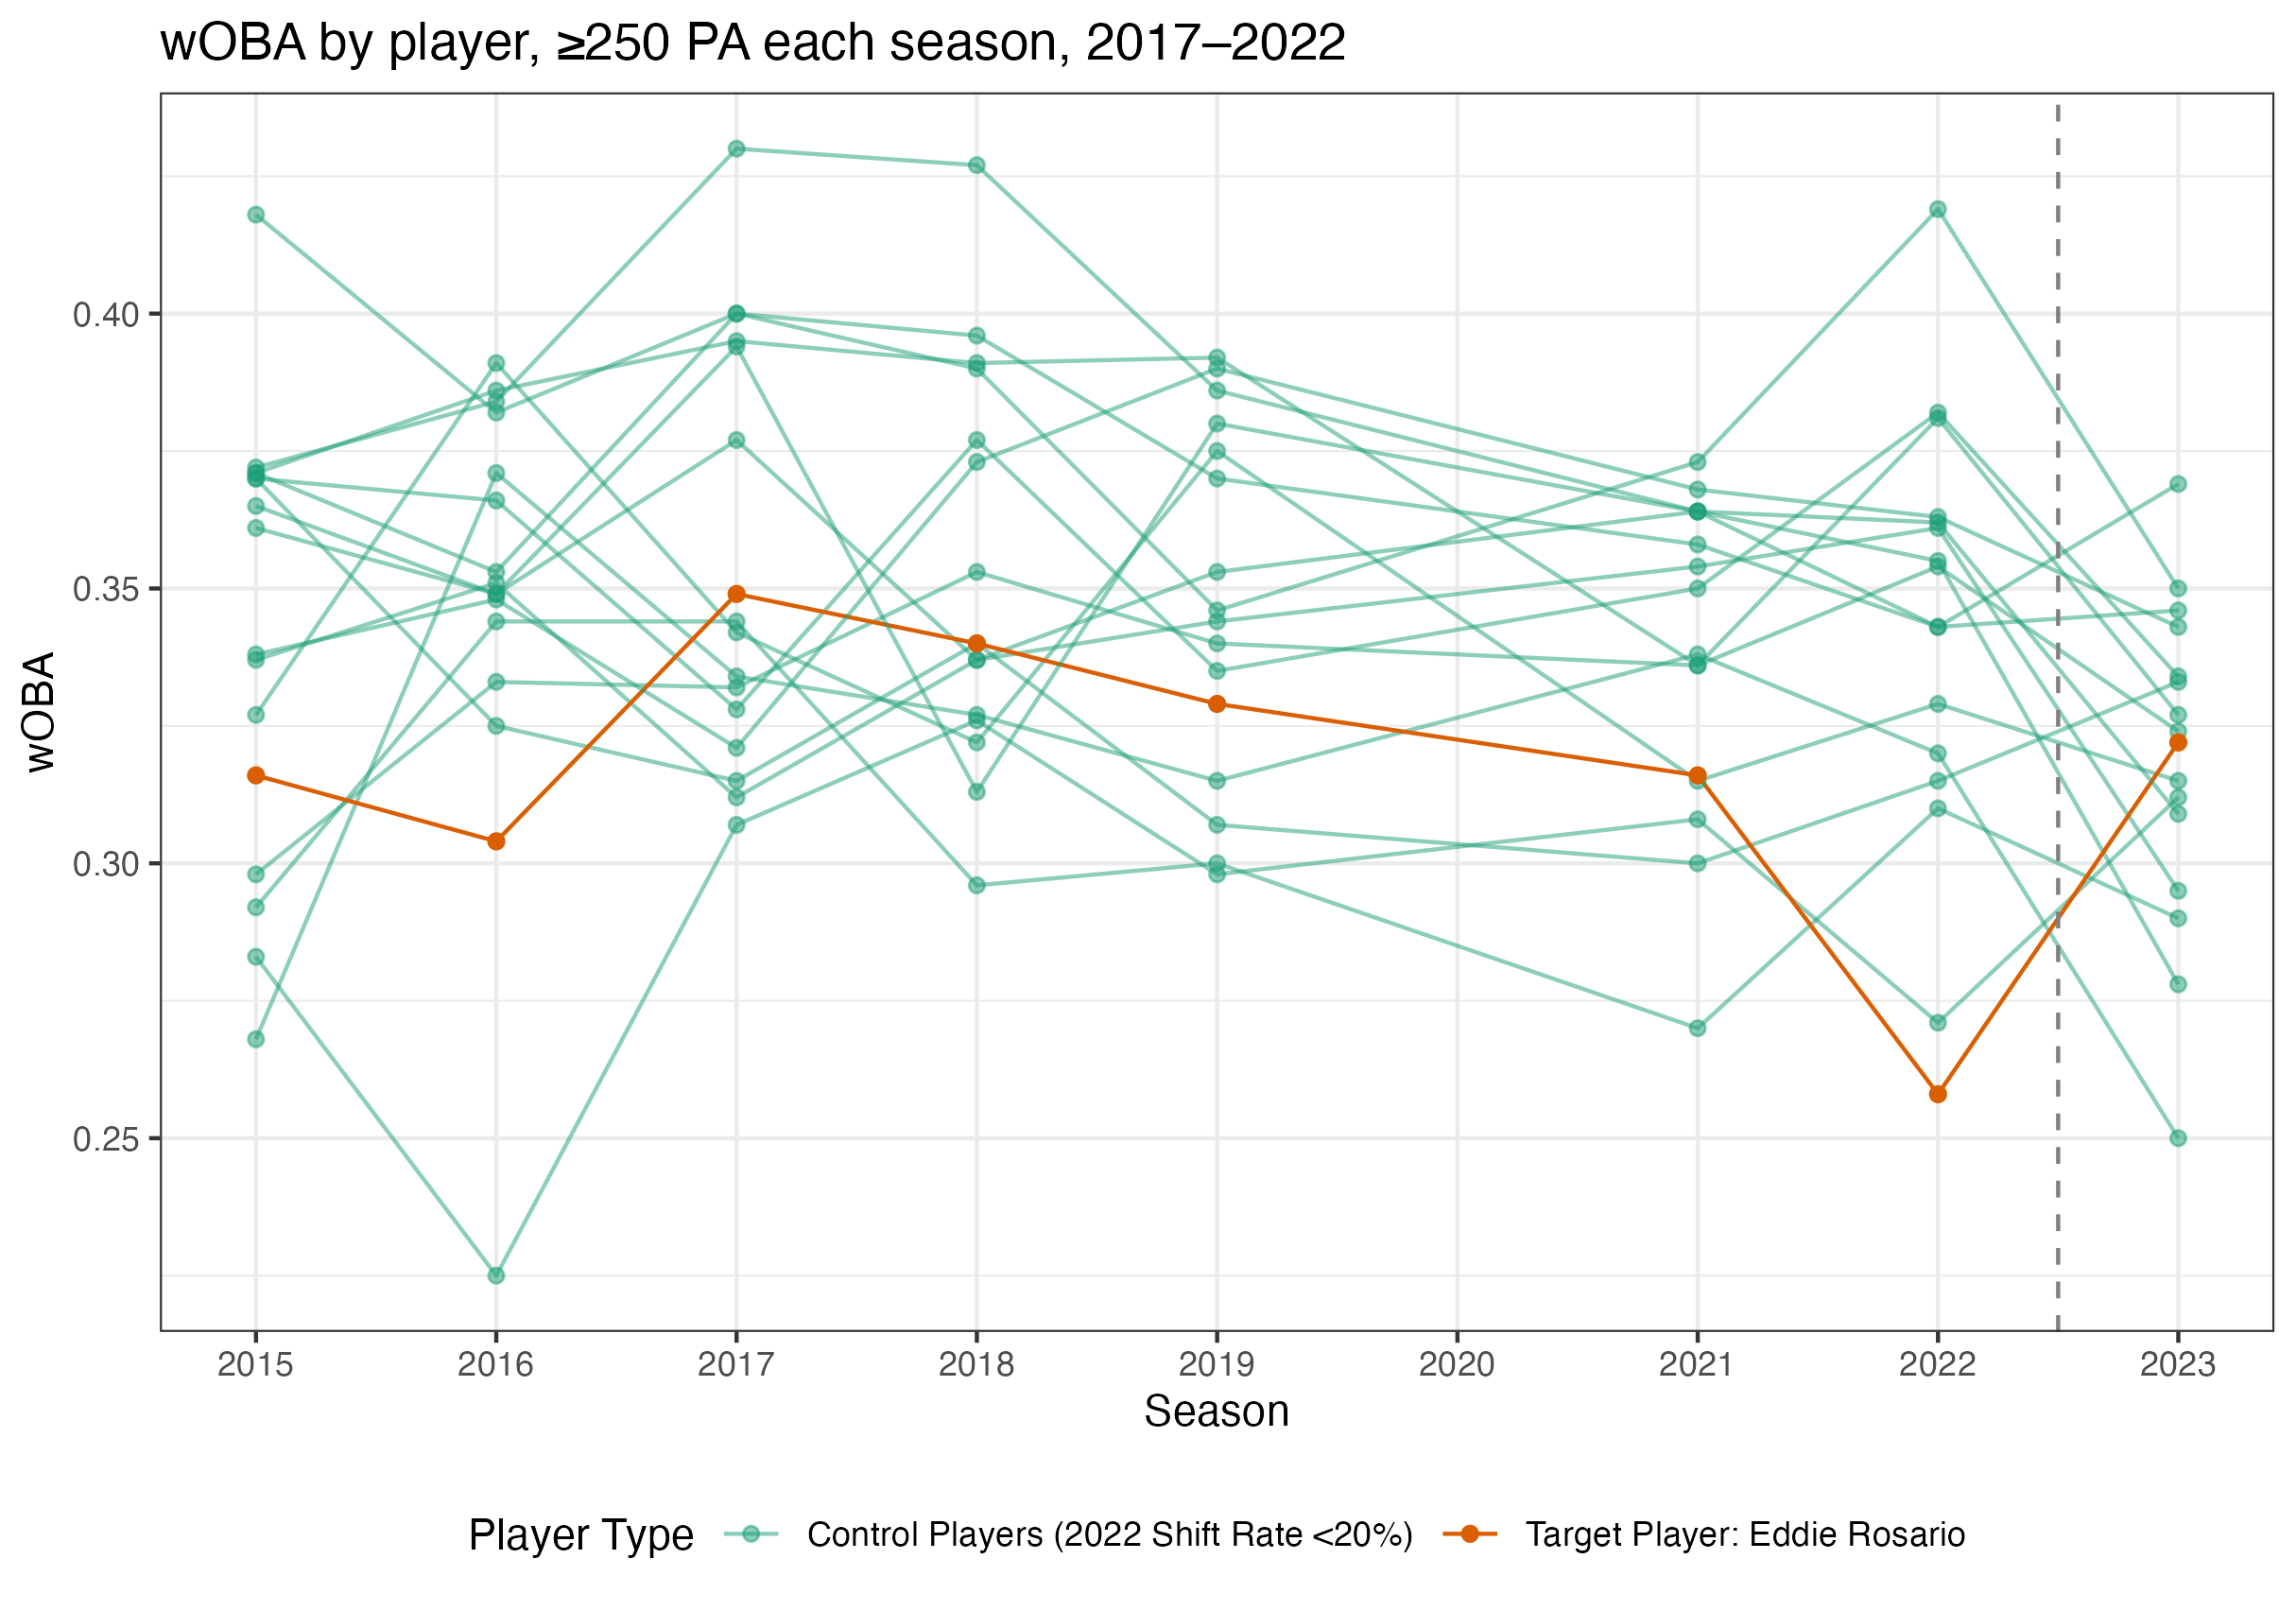 wOBA by player, ≥250 PA each season, 2017–2022
wOBA
0.40
0.35
0.30
0.25
2015 2016 2017 2018 2019 2020 2021 2022 2023
Season
Player Type Control Players (2022 Shift Rate <20%) Target Player: Eddie Rosario